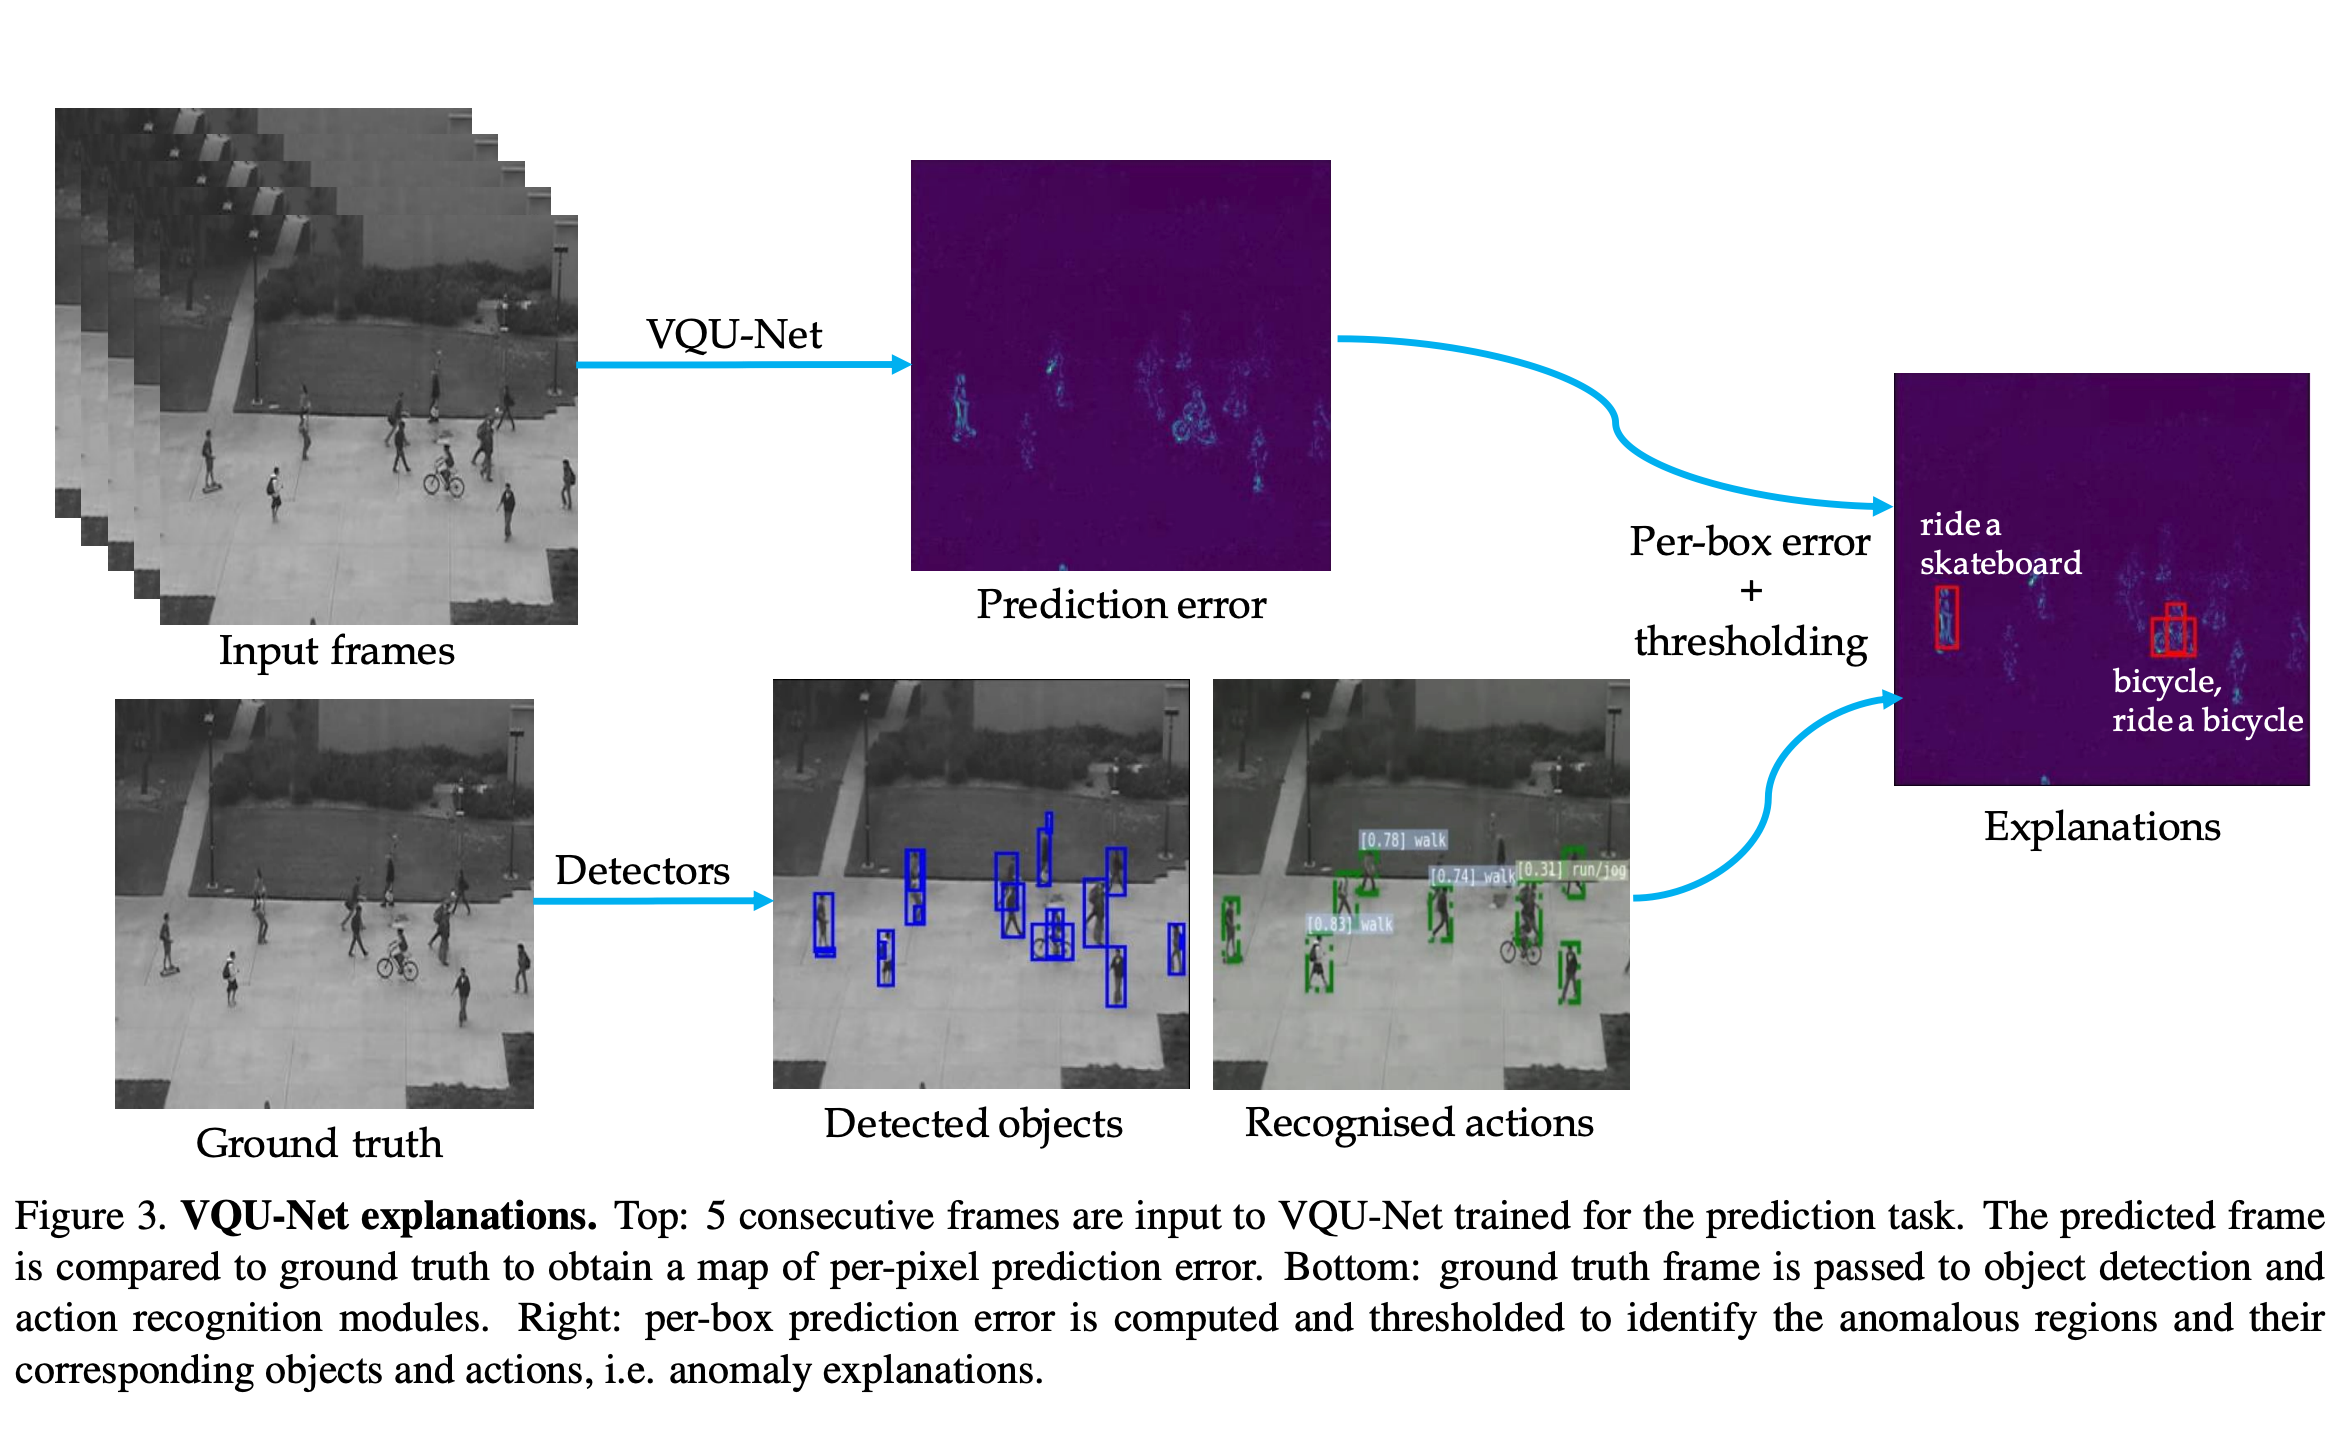 VQU-Net
Prediction error
Input frames
Per-box error
+
thresholding
ride a
skateboard
bicycle,
ride a bicycle
Explanations
Detectors
[0.78] walk
[0.74] walk
[0.31] run/jog
[0.83] walk
Ground truth
Detected objects
Recognised actions
Figure 3. VQU-Net explanations. Top: 5 consecutive frames are input to VQU-Net trained for the prediction task. The predicted frame
is compared to ground truth to obtain a map of per-pixel prediction error. Bottom: ground truth frame is passed to object detection and
action recognition modules. Right: per-box prediction error is computed and thresholded to identify the anomalous regions and their
corresponding objects and actions, i.e. anomaly explanations.